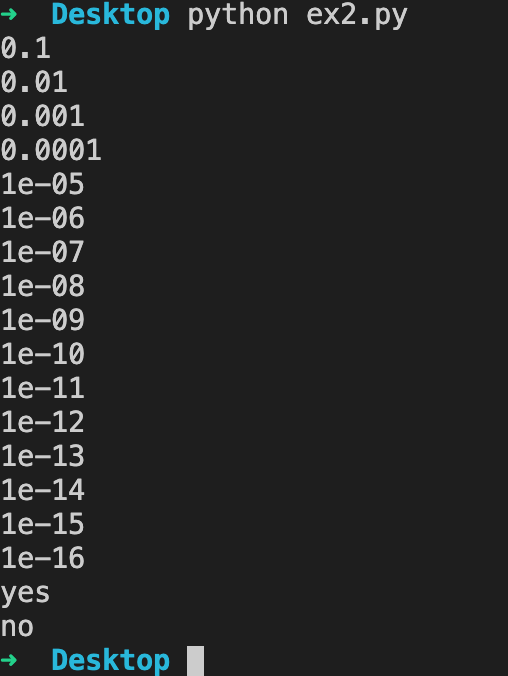 ➜  Desktop python ex2.py
0.1
0.01
0.001
0.0001
1e-05
1e-06
1e-07
1e-08
1e-09
1e-10
1e-11
1e-12
1e-13
1e-14
1e-15
1e-16
yes
no
➜  Desktop